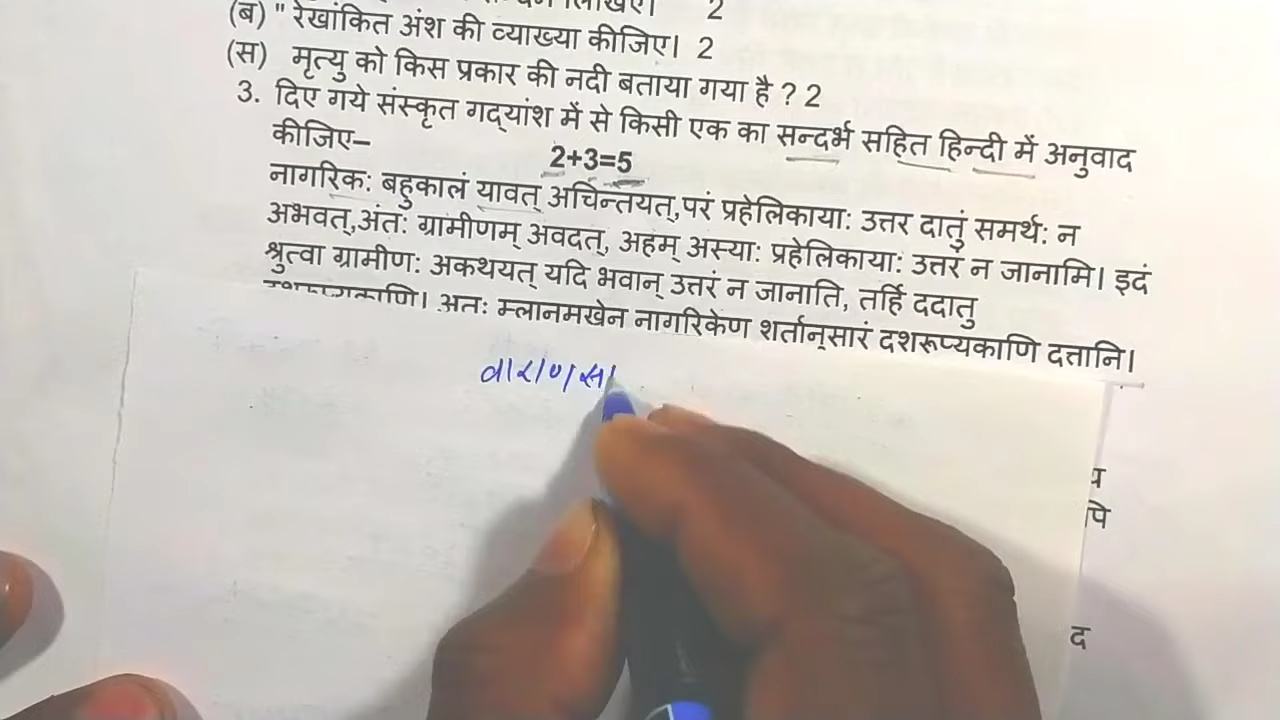 लिखिए। 2
(ब) " रेखांकित अंश की व्याख्या कीजिए। 2
(स) मृत्यु को किस प्रकार की नदी बताया गया है ? 2
3. दिए गये संस्कृत गद्‌यांश में से किसी एक का सन्दर्भ सहित हिन्दी में अनुवाद
कीजिए–
2+3=5
नागरिक: बहुकालं यावत् अचिन्तयत्,परं प्रहेलिकाया: उत्तर दातुं समर्थ: न
अभवत्,अंत: ग्रामीणम् अवदत्, अहम् अस्या: प्रहेलिकाया: उत्तरं न जानामि। इदं
श्रुत्वा ग्रामीण: अकथयत् यदि भवान् उत्तरं न जानाति, तर्हि ददातु
अत: म्लानमखेन नागरिकेण शर्तानुसारं दशरूप्यकाणि दत्तानि।
वाराणसा
य
पि
द